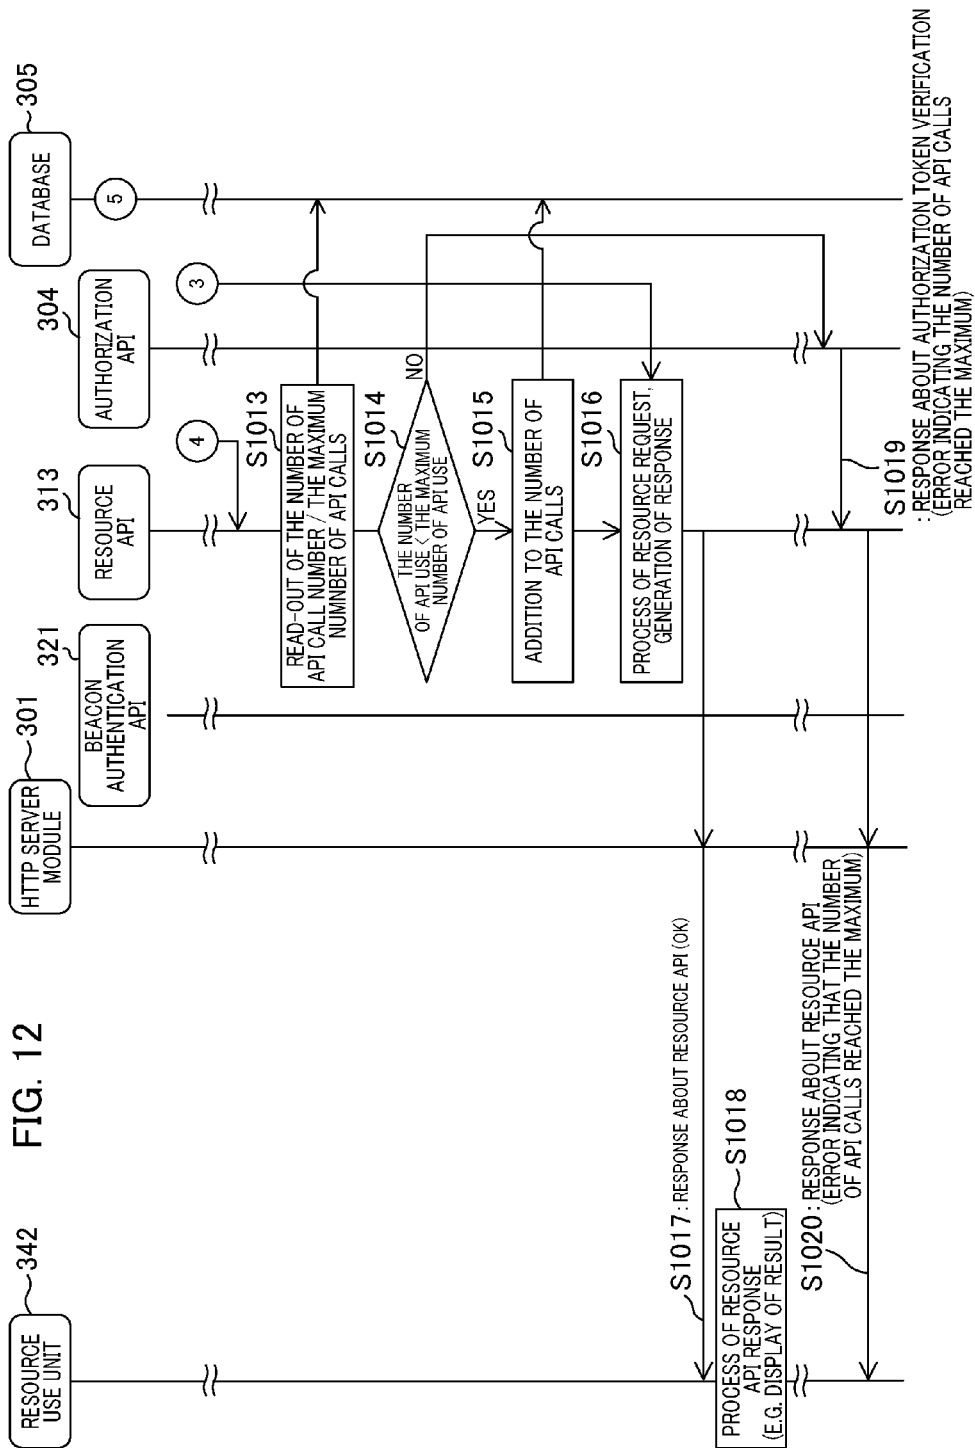 FIG. 12
RESOURCE
USE UNIT
342
HTTP SERVER
MODULE
301
BEACON
AUTHENTICATION
API
321
RESOURCE
API
313
AUTHORIZATION
API
304
DATABASE
305
5
4
3
S1013
READ-OUT OF THE NUMBER OF
API CALL NUMBER / THE MAXIMUM
NUMNBER OF API CALLS
S1014
THE NUMBER
OF API USE < THE MAXIMUM
NUMBER OF API USE
NO
YES
S1015
ADDITION TO THE NUMBER OF
API CALLS
S1016
PROCESS OF RESOURCE REQUEST,
GENERATION OF RESPONSE
S1017: RESPONSE ABOUT RESOURCE API (OK)
S1018
PROCESS OF RESOURCE
API RESPONSE
(E.G. DISPLAY OF RESULT)
S1019
: RESPONSE ABOUT AUTHORIZATION TOKEN VERIFICATION
(ERROR INDICATING THE NUMBER OF API CALLS
REACHED THE MAXIMUM)
S1020: RESPONSE ABOUT RESOURCE API
(ERROR INDICATING THAT THE NUMBER
OF API CALLS REACHED THE MAXIMUM)